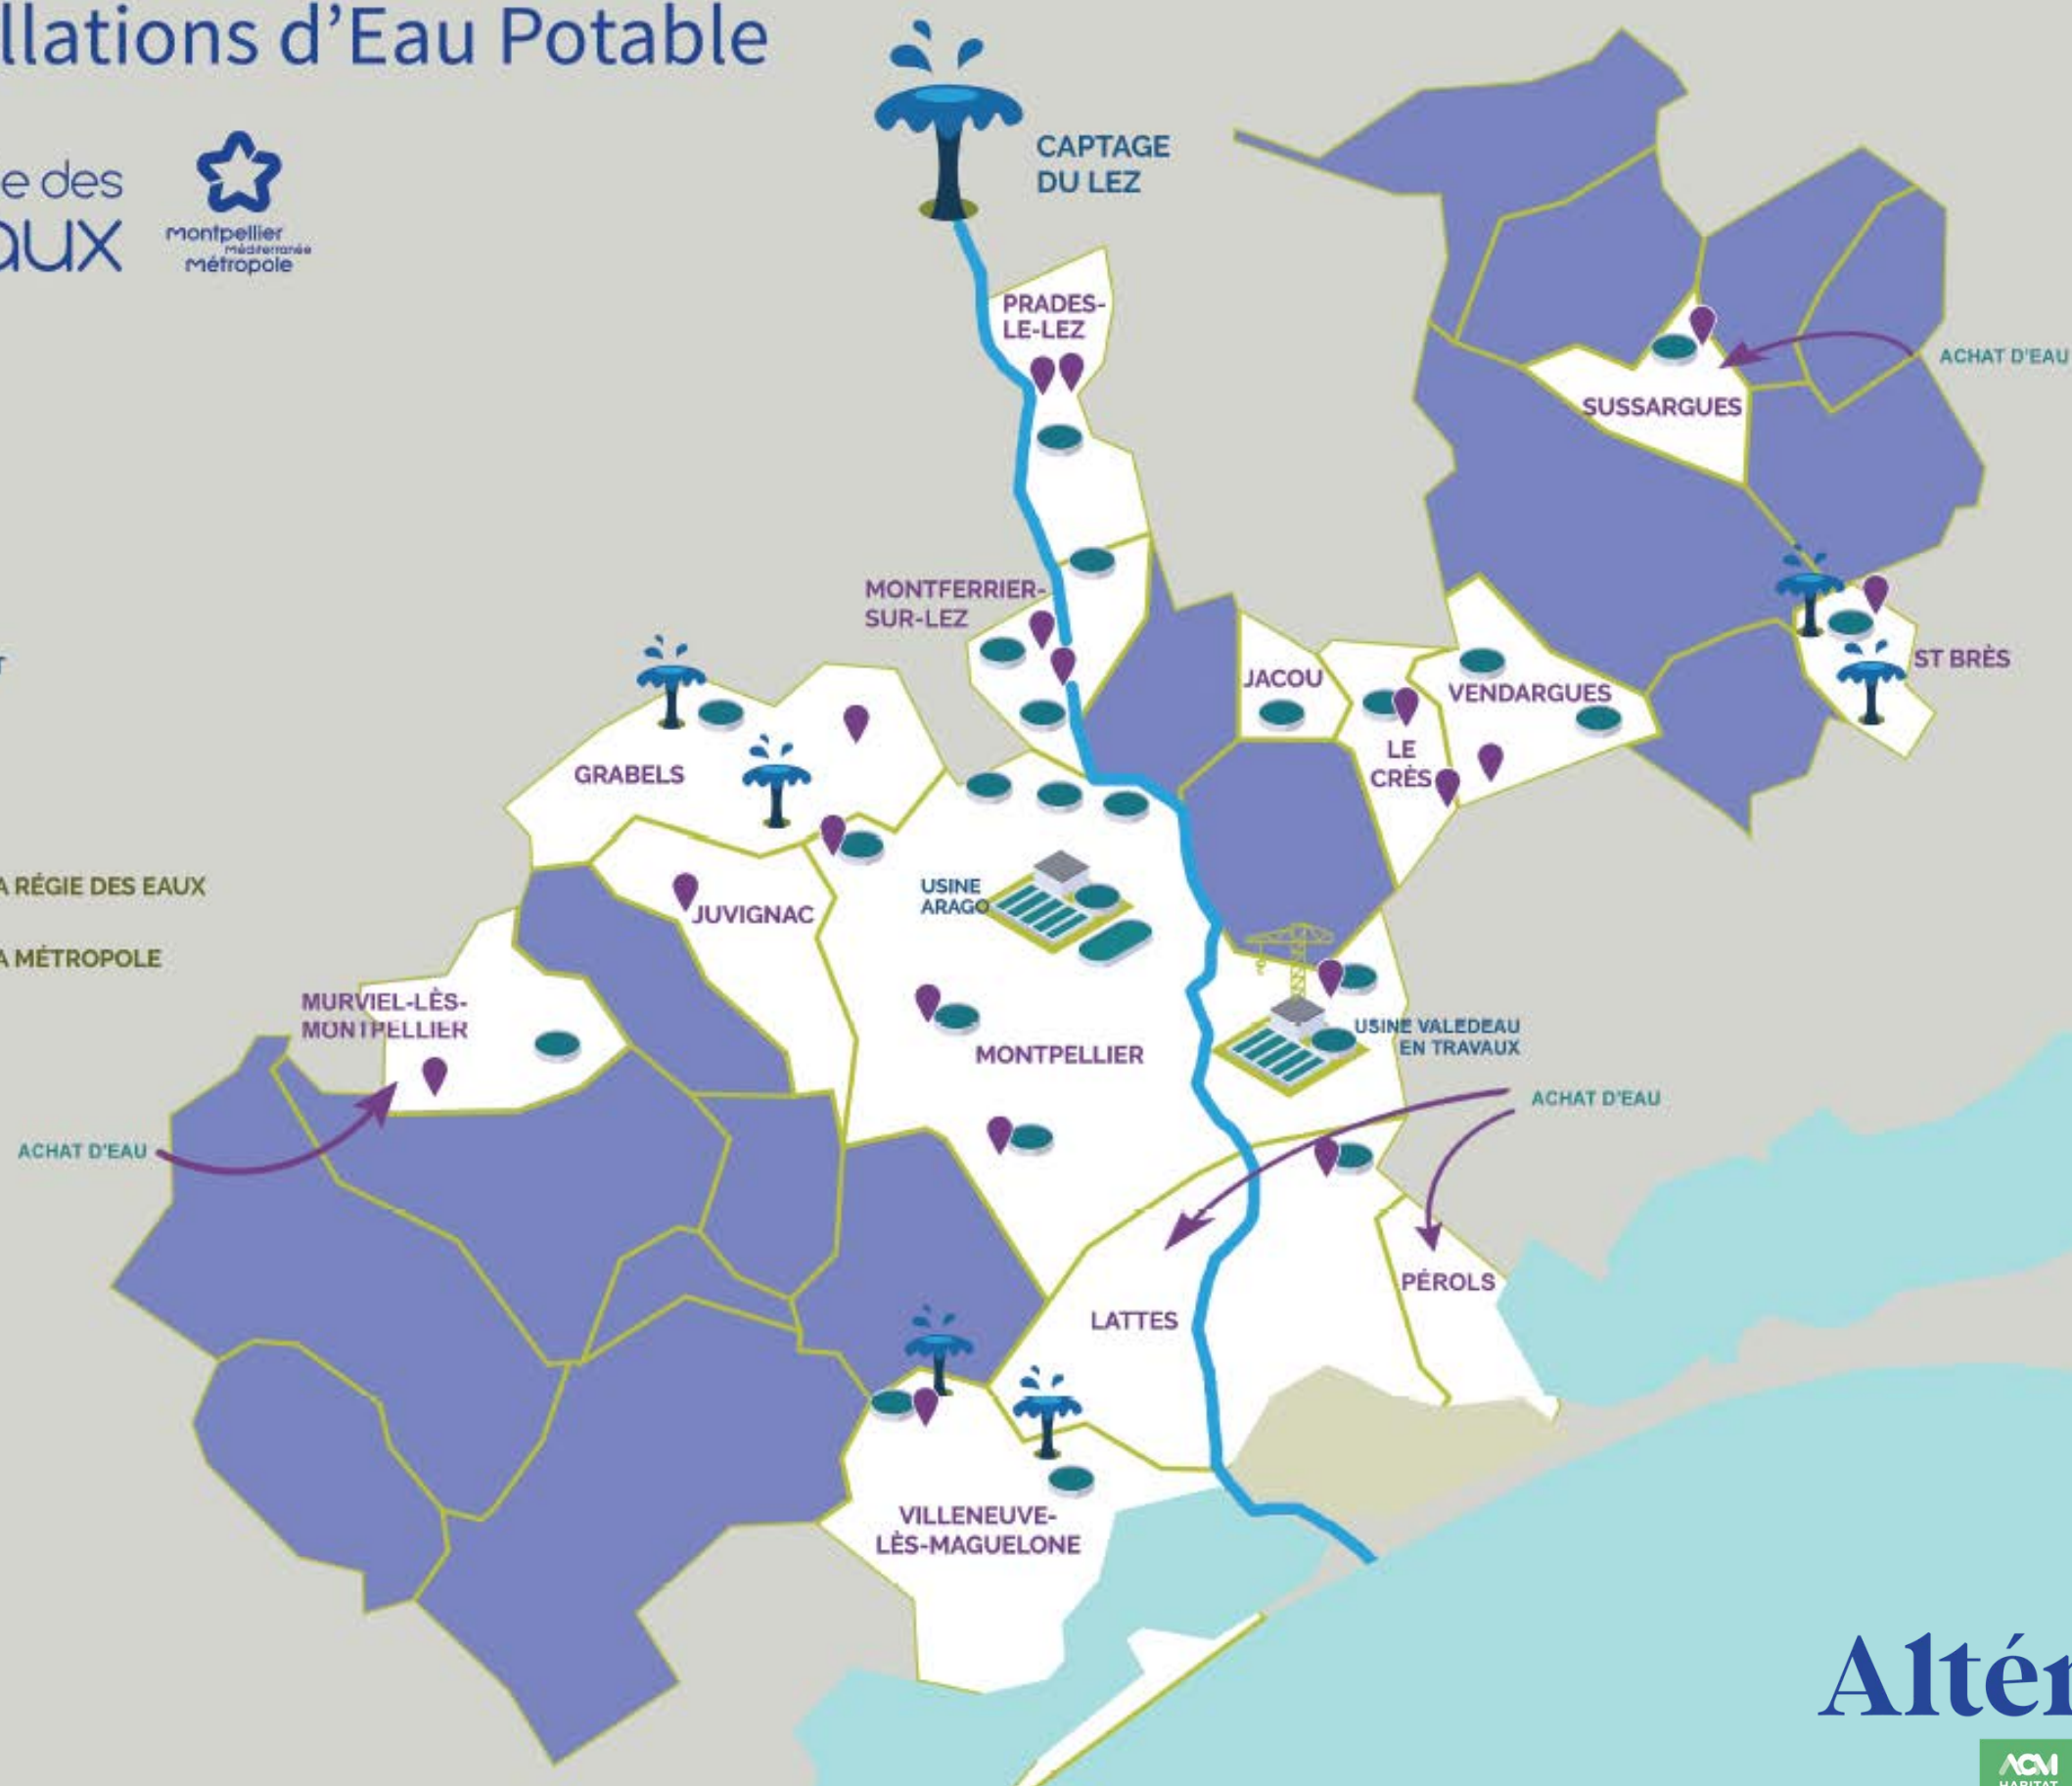 llations d'Eau Potable
e des
aux
montpellier
méditerranée
métropole
CAPTAGE
DU LEZ
PRADES-
LE-LEZ
ACHAT D'EAU
SUSSARGUES
MONTFERRIER-
SUR-LEZ
T
JACOU
ST BRÈS
VENDARGUES
LE
CRÈS
GRABELS
A RÉGIE DES EAUX
USINE
ARAGO
JUVIGNAC
A MÉTROPOLE
MURVIEL-LÈS-
MONTPELLIER
USINE VALEDEAU
EN TRAVAUX
MONTPELLIER
ACHAT D'EAU
ACHAT D'EAU
PÉROLS
LATTES
VILLENEUVE-
LÈS-MAGUELONE
Altér
ACM
HABITAT